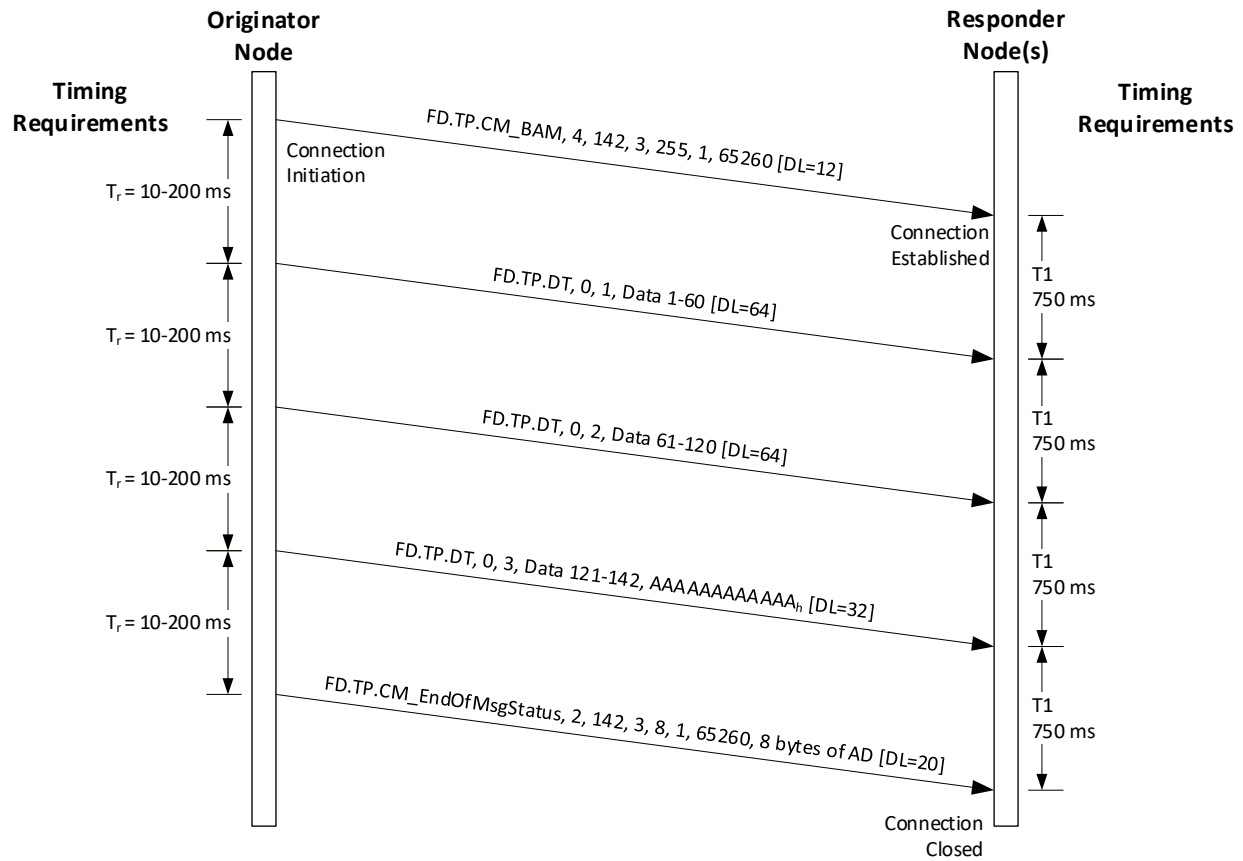 Originator
Node
Responder
Node(s)
Timing
Requirements
Timing
Requirements
FD.TP.CM_BAM, 4, 142, 3, 255, 1, 65260 [DL=12]
Connection
Initiation
Tr = 10-200 ms
Connection
Established
T1
750 ms
FD.TP.DT, 0, 1, Data 1-60 [DL=64]
Tr = 10-200 ms
T1
750 ms
FD.TP.DT, 0, 2, Data 61-120 [DL=64]
Tr = 10-200 ms
T1
750 ms
FD.TP.DT, 0, 3, Data 121-142, AAAAAAAAAAAAh [DL=32]
Tr = 10-200 ms
T1
750 ms
FD.TP.CM_EndOfMsgStatus, 2, 142, 3, 8, 1, 65260, 8 bytes of AD [DL=20]
Connection
Closed